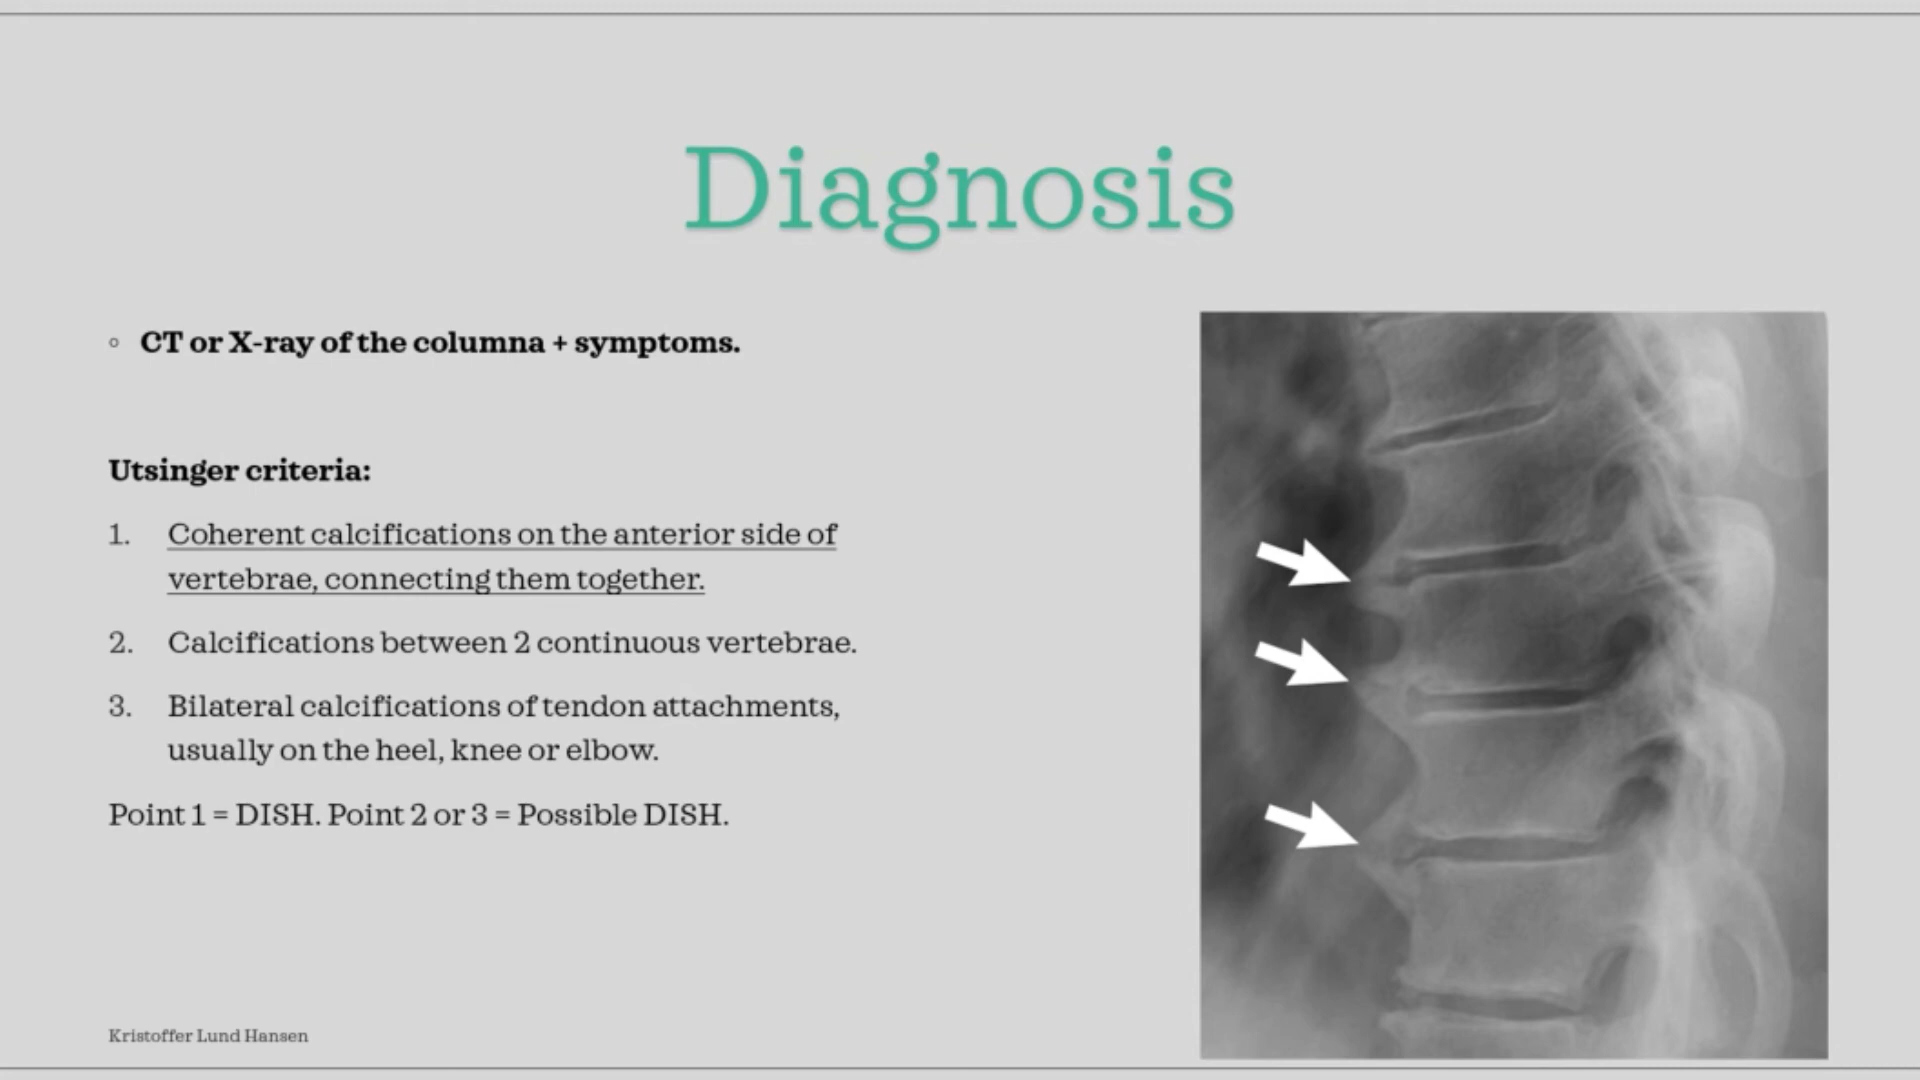 Diagnosis
◦ CT or X-ray of the columna + symptoms.
Utsinger criteria:
1. Coherent calcifications on the anterior side of
vertebrae, connecting them together.
2. Calcifications between 2 continuous vertebrae.
3. Bilateral calcifications of tendon attachments,
usually on the heel, knee or elbow.
Point 1 = DISH. Point 2 or 3 = Possible DISH.
Kristoffer Lund Hansen